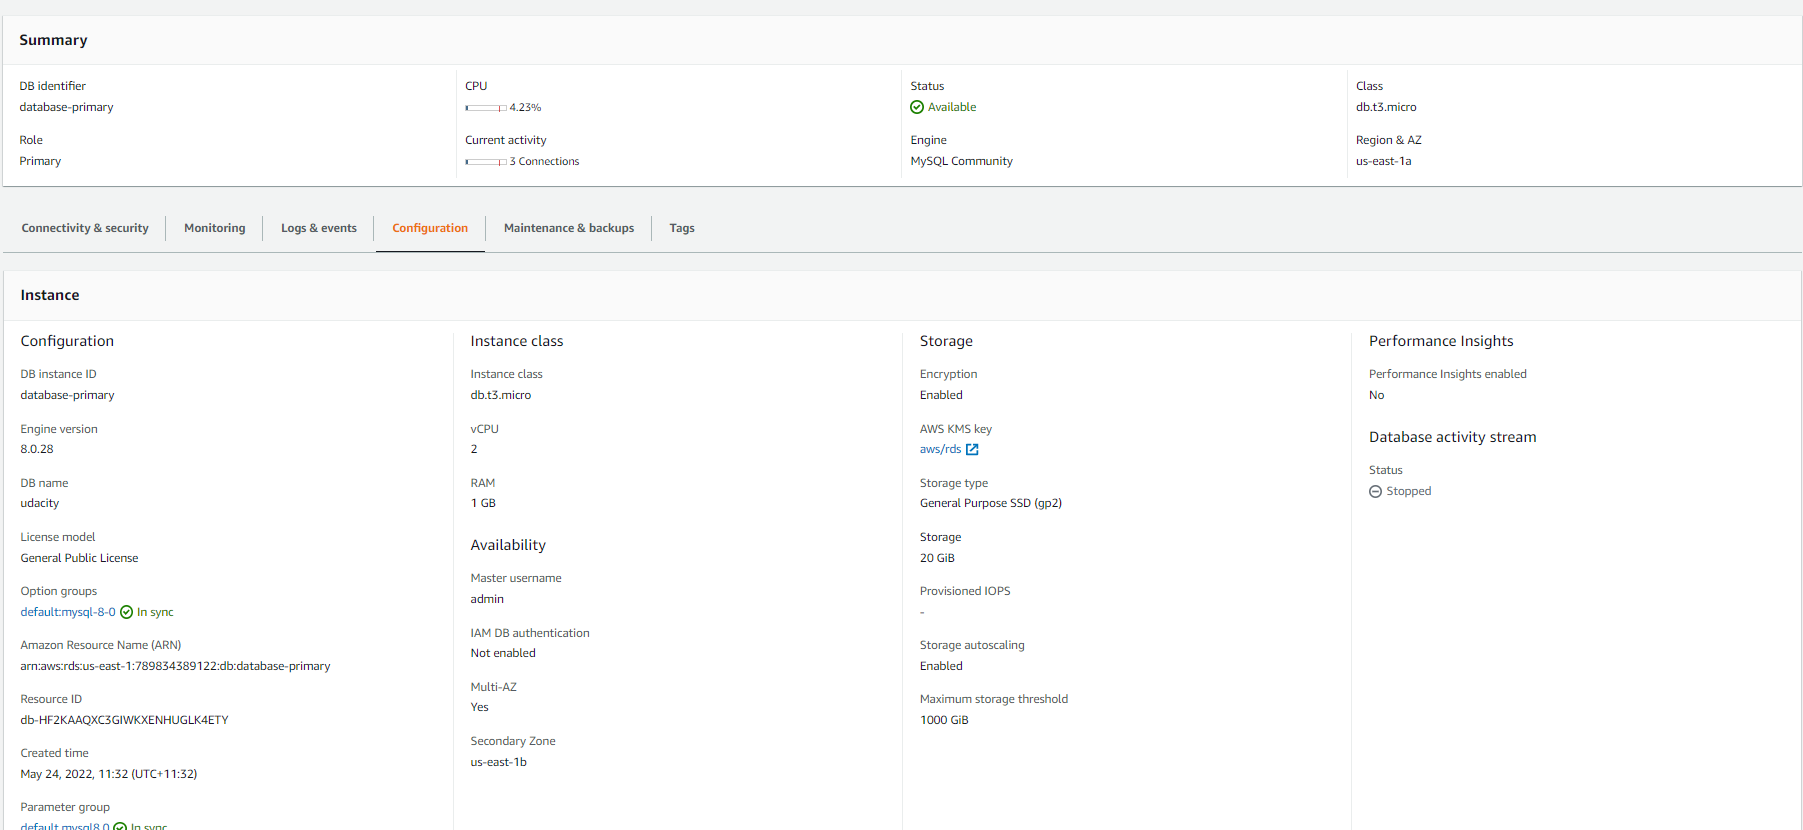 Summary
DB identifier
database-primary
Role
Primary
CPU
4.23%
Current activity
3 Connections
Status
Available
Engine
MySQL Community
Class
db.t3.micro
Region & AZ
us-east-1a
Connectivity & security
Monitoring
Logs & events
Configuration
Maintenance & backups
Tags
Instance
Configuration
DB instance ID
database-primary
Engine version
8.0.28
DB name
udacity
License model
General Public License
Option groups
default:mysql-8-0 In sync
Amazon Resource Name (ARN)
arn:aws:rds:us-east-1:789834389122:db:database-primary
Resource ID
db-HF2KAAQXC3GIWKXENHUGLK4ETY
Created time
May 24, 2022, 11:32 (UTC+11:32)
Parameter group
default.mysql8.0 In sync
Instance class
Instance class
db.t3.micro
vCPU
2
RAM
1 GB
Availability
Master username
admin
IAM DB authentication
Not enabled
Multi-AZ
Yes
Secondary Zone
us-east-1b
Storage
Encryption
Enabled
AWS KMS key
aws/rds
Storage type
General Purpose SSD (gp2)
Storage
20 GiB
Provisioned IOPS
-
Storage autoscaling
Enabled
Maximum storage threshold
1000 GiB
Performance Insights
Performance Insights enabled
No
Database activity stream
Status
Stopped